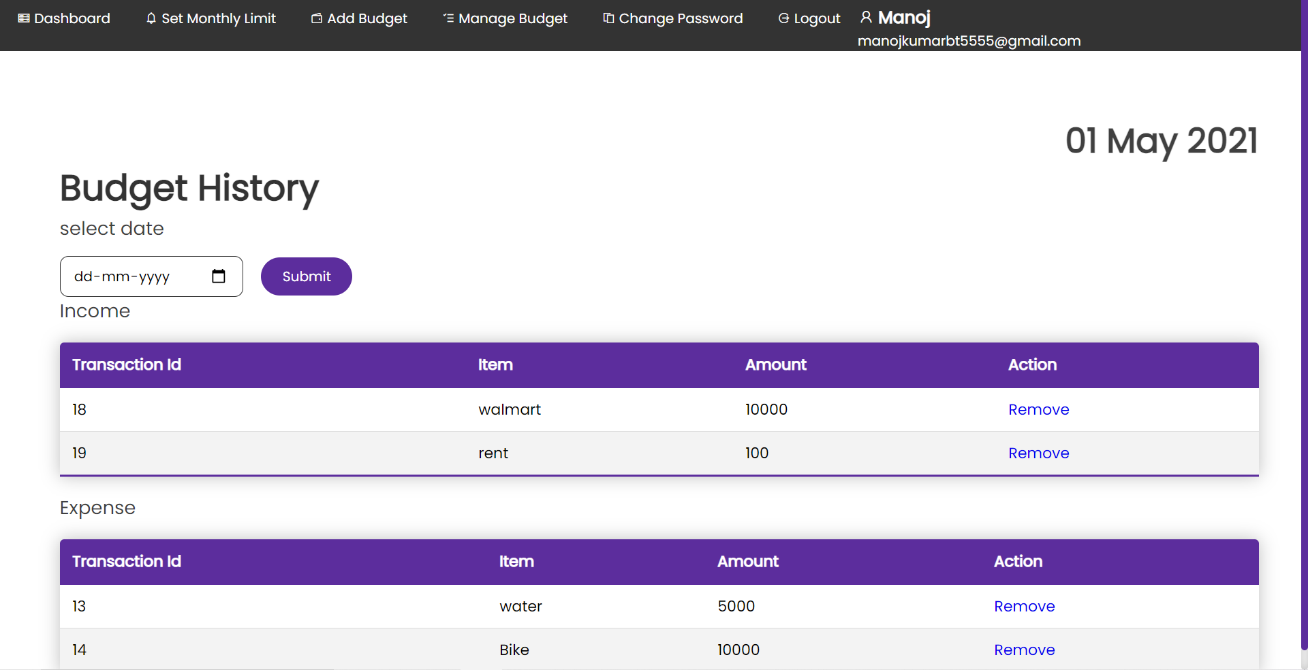 Dashboard Set Monthly Limit Add Budget Manage Budget Change Password Logout Manoj
manojkumarbt5555@gmail.com
01 May 2021
Budget History
select date
dd-mm-yyyy Submit
Income
Transaction Id Item Amount Action
18 walmart 10000 Remove
19 rent 100 Remove
Expense
Transaction Id Item Amount Action
13 water 5000 Remove
14 Bike 10000 Remove